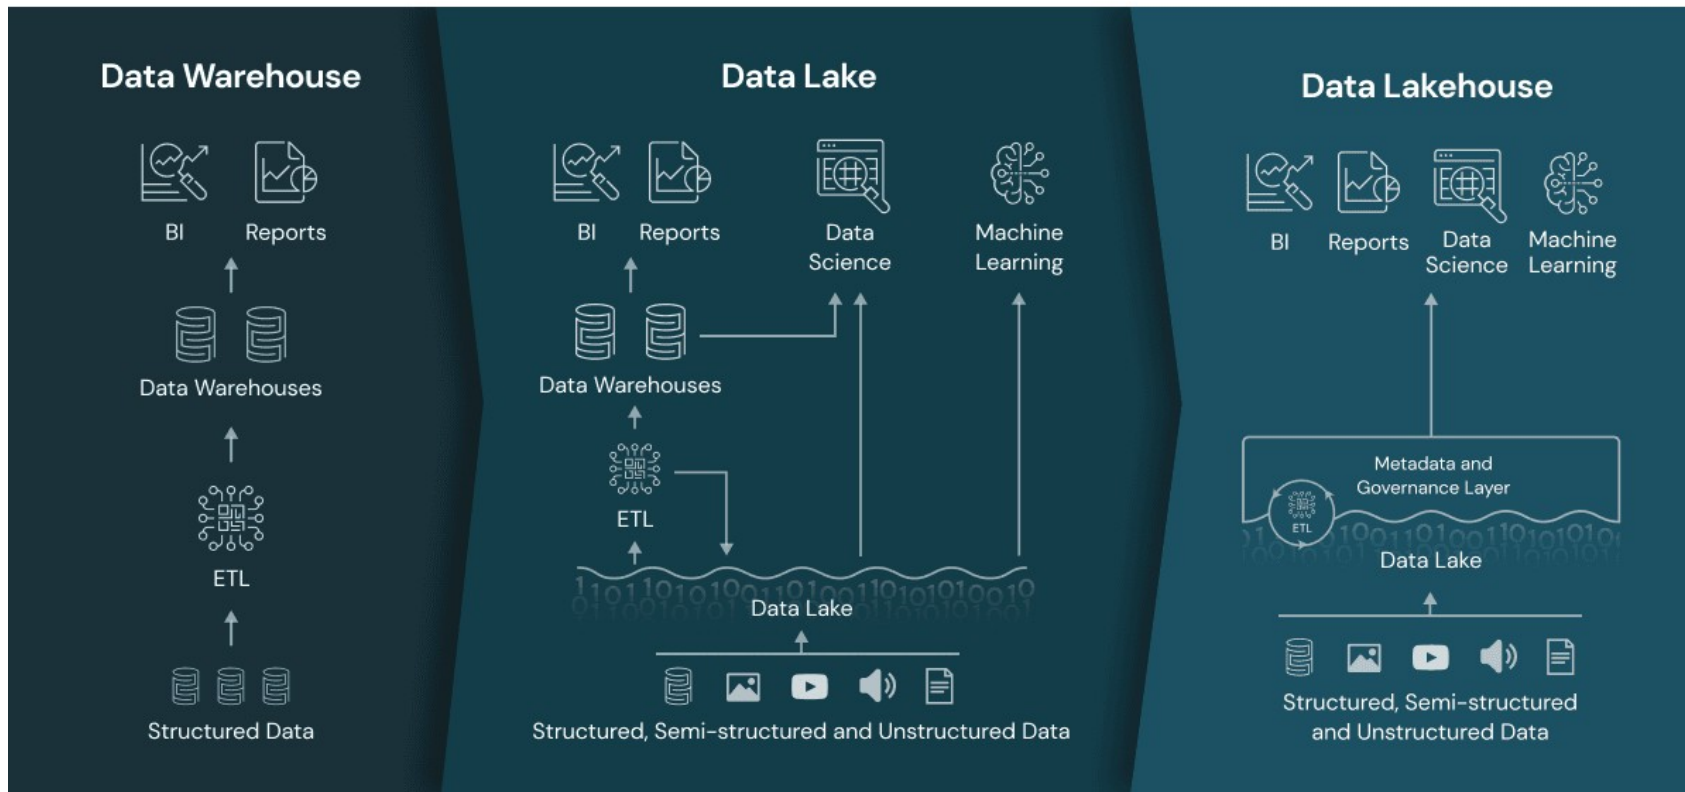 Data Warehouse
BI
Reports
Data Warehouses
ETL
Structured Data
Data Lake
BI
Reports
Data
Science
Machine
Learning
Data Warehouses
ETL
Data Lake
Structured, Semi-structured and Unstructured Data
Data Lakehouse
BI
Reports
Data
Science
Machine
Learning
Metadata and
Governance Layer
ETL
Data Lake
Structured, Semi-structured
and Unstructured Data